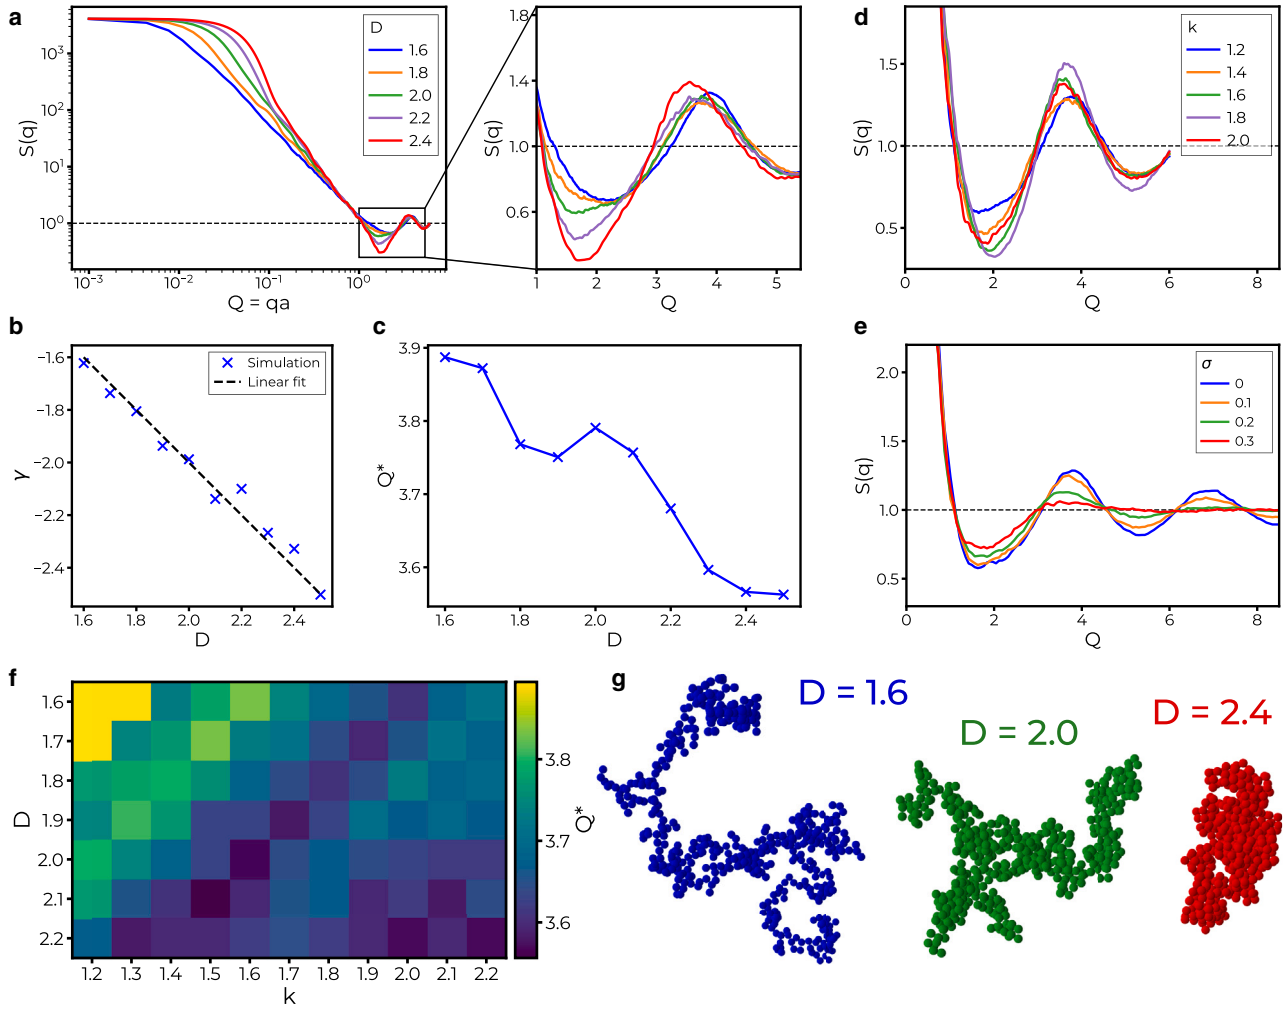 a
D
1.6
1.8
2.0
2.2
2.4
S(q)
10³
10²
10¹
10⁰
10⁻³ 10⁻² 10⁻¹ 10⁰
Q = qa
S(q)
1.8
1.4
1.0
0.6
1 2 3 4 5
Q
d
k
1.2
1.4
1.6
1.8
2.0
S(q)
1.5
1.0
0.5
0 2 4 6 8
Q
b
Simulation
Linear fit
γ
−1.6
−1.8
−2.0
−2.2
−2.4
1.6 1.8 2.0 2.2 2.4
D
c
Q*
3.9
3.8
3.7
3.6
1.6 1.8 2.0 2.2 2.4
D
e
σ
0
0.1
0.2
0.3
S(q)
2.0
1.5
1.0
0.5
0 2 4 6 8
Q
f
D
1.6
1.7
1.8
1.9
2.0
2.1
2.2
1.2 1.3 1.4 1.5 1.6 1.7 1.8 1.9 2.0 2.1 2.2
k
3.8
3.7
3.6
Q*
g
D = 1.6
D = 2.0
D = 2.4